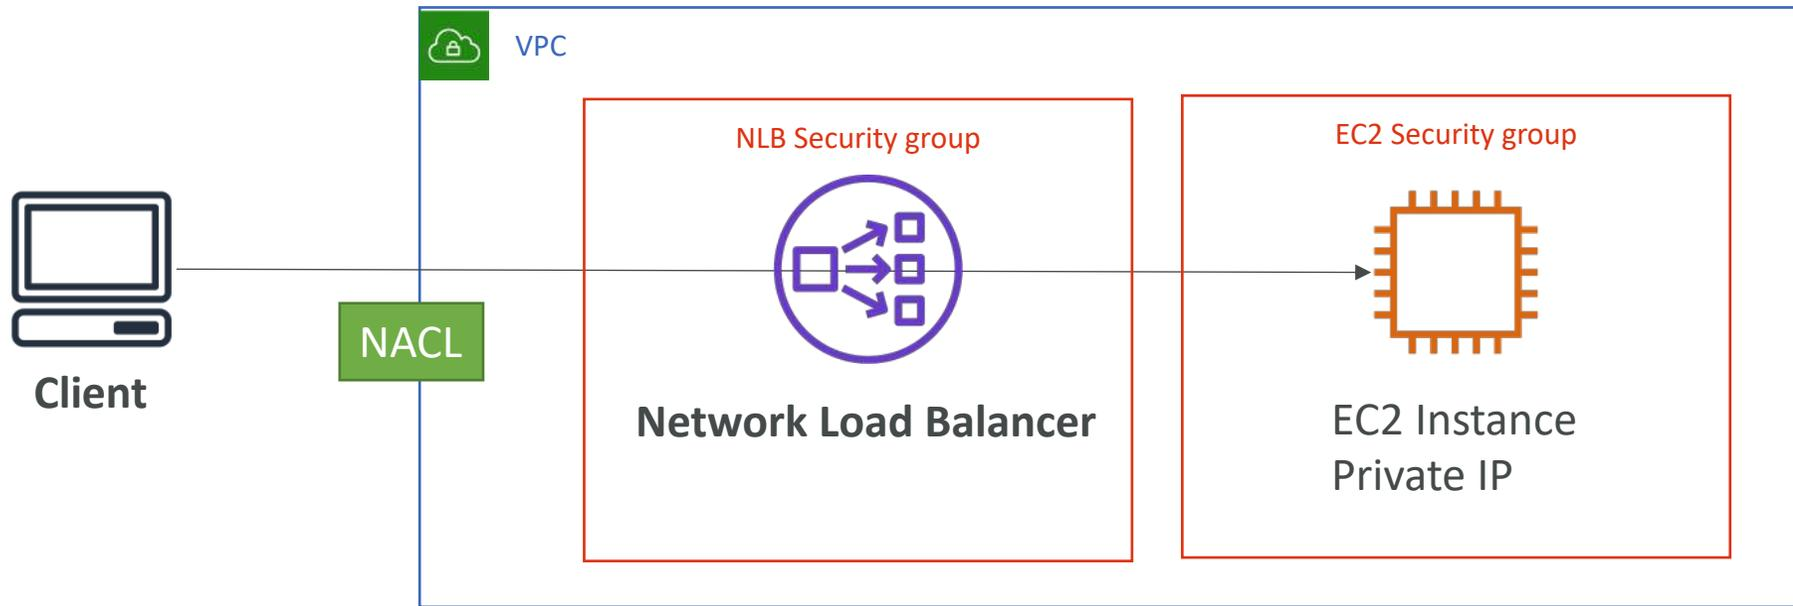 VPC
NLB Security group
EC2 Security group
NACL
Client
Network Load Balancer
EC2 Instance
Private IP